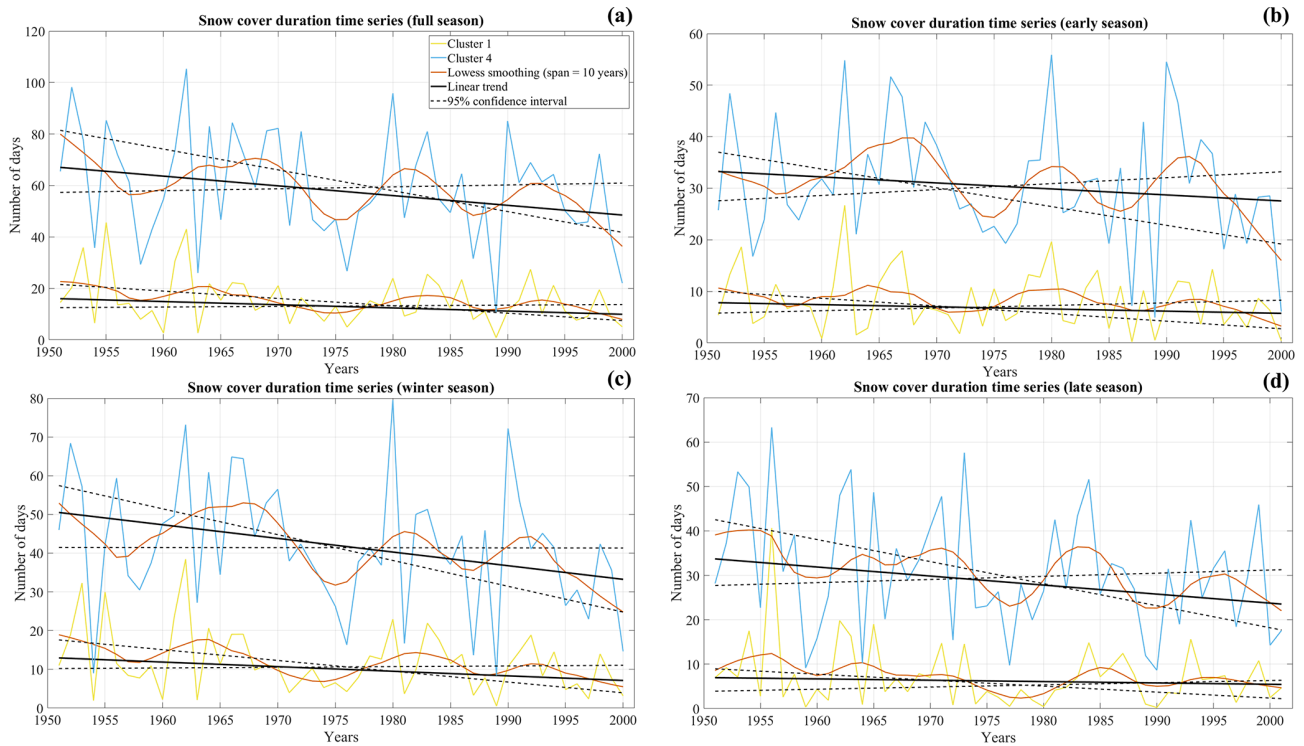 Snow cover duration time series (full season)
(a)
120
100
80
60
40
20
0
Number of days
Cluster 1
Cluster 4
Lowess smoothing (span = 10 years)
Linear trend
95% confidence interval
1950 1955 1960 1965 1970 1975 1980 1985 1990 1995 2000
Years
Snow cover duration time series (early season)
(b)
60
50
40
30
20
10
0
Number of days
1950 1955 1960 1965 1970 1975 1980 1985 1990 1995 2000
Years
Snow cover duration time series (winter season)
(c)
80
70
60
50
40
30
20
10
0
Number of days
1950 1955 1960 1965 1970 1975 1980 1985 1990 1995 2000
Years
Snow cover duration time series (late season)
(d)
70
60
50
40
30
20
10
0
Number of days
1950 1955 1960 1965 1970 1975 1980 1985 1990 1995 2000
Years